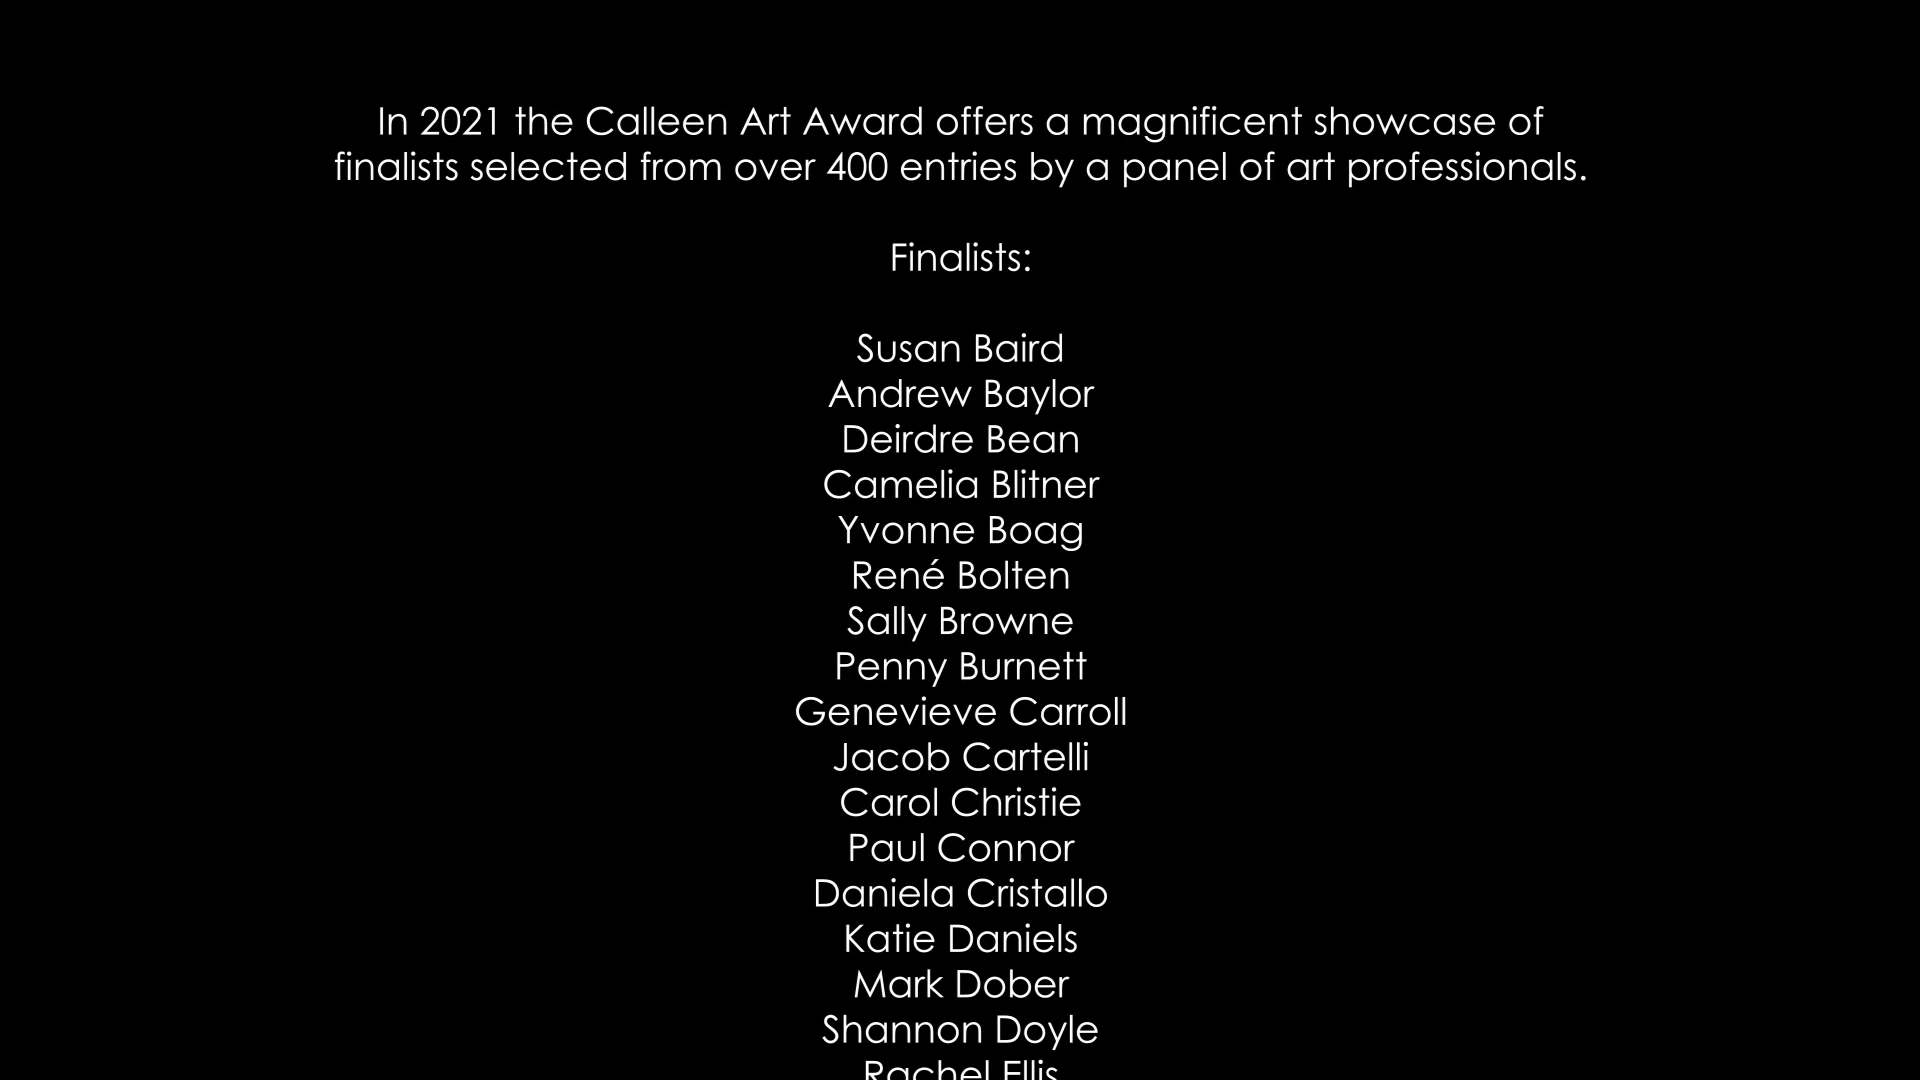 In 2021 the Calleen Art Award offers a magnificent showcase of
finalists selected from over 400 entries by a panel of art professionals.
Finalists:
Susan Baird
Andrew Baylor
Deirdre Bean
Camelia Blitner
Yvonne Boag
René Bolten
Sally Browne
Penny Burnett
Genevieve Carroll
Jacob Cartelli
Carol Christie
Paul Connor
Daniela Cristallo
Katie Daniels
Mark Dober
Shannon Doyle
Rachel Ellis